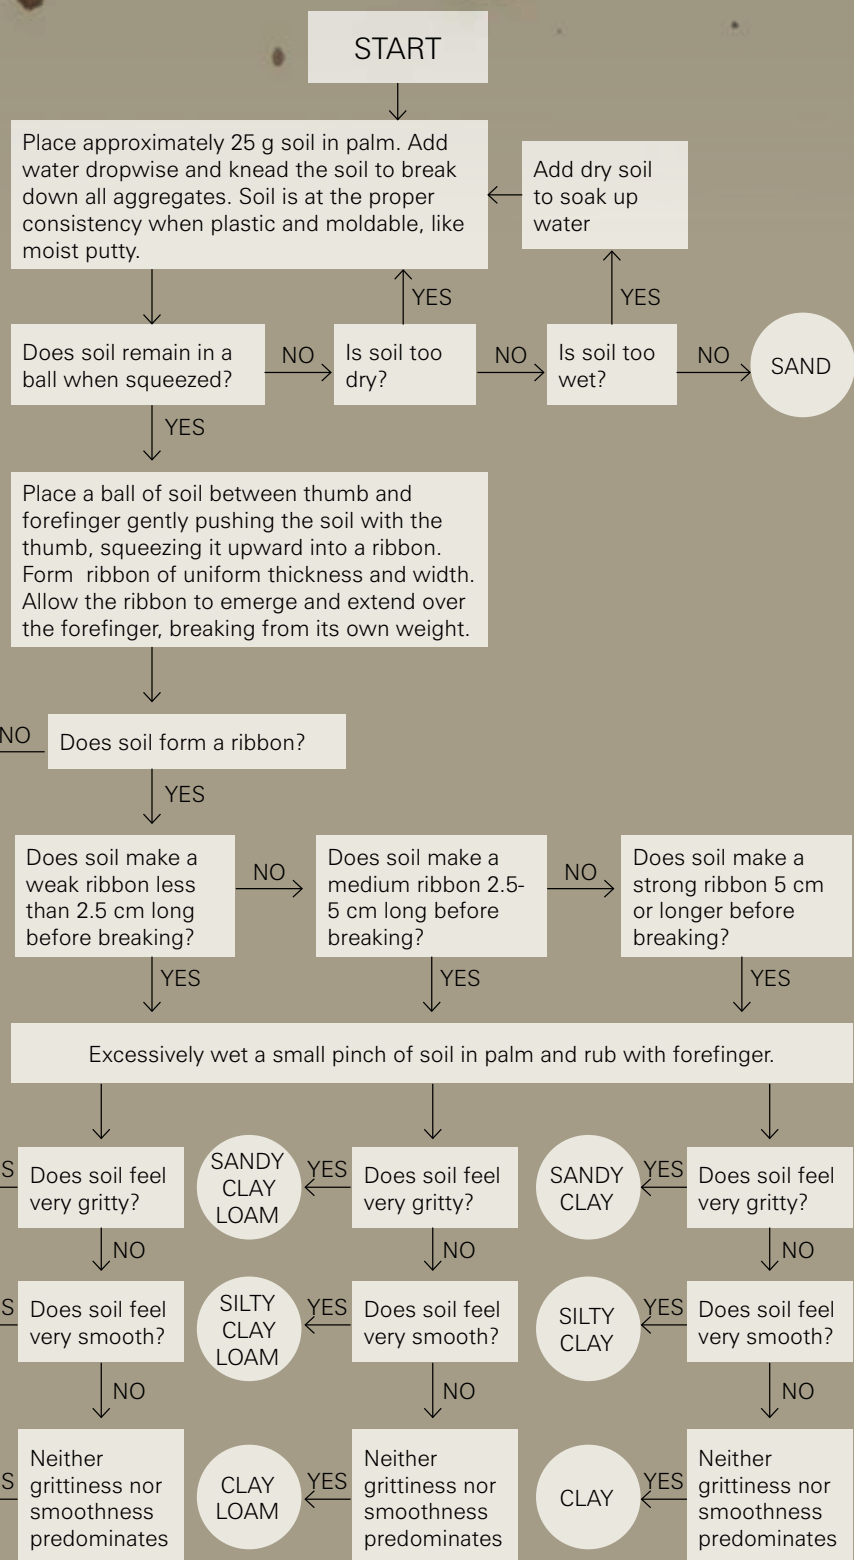 START
Place approximately 25 g soil in palm. Add
water dropwise and knead the soil to break
down all aggregates. Soil is at the proper
consistency when plastic and moldable, like
moist putty.
Add dry soil
to soak up
water
YES
YES
Does soil remain in a
ball when squeezed?
NO
Is soil too
dry?
NO
Is soil too
wet?
NO
SAND
YES
Place a ball of soil between thumb and
forefinger gently pushing the soil with the
thumb, squeezing it upward into a ribbon.
Form ribbon of uniform thickness and width.
Allow the ribbon to emerge and extend over
the forefinger, breaking from its own weight.
NO
Does soil form a ribbon?
YES
Does soil make a
weak ribbon less
than 2.5 cm long
before breaking?
NO
Does soil make a
medium ribbon 2.5-
5 cm long before
breaking?
NO
Does soil make a
strong ribbon 5 cm
or longer before
breaking?
YES
YES
YES
Excessively wet a small pinch of soil in palm and rub with forefinger.
S
Does soil feel
very gritty?
SANDY
CLAY
LOAM
YES
Does soil feel
very gritty?
SANDY
CLAY
YES
Does soil feel
very gritty?
NO
NO
NO
S
Does soil feel
very smooth?
SILTY
CLAY
LOAM
YES
Does soil feel
very smooth?
SILTY
CLAY
YES
Does soil feel
very smooth?
NO
NO
NO
S
Neither
grittiness nor
smoothness
predominates
CLAY
LOAM
YES
Neither
grittiness nor
smoothness
predominates
CLAY
YES
Neither
grittiness nor
smoothness
predominates